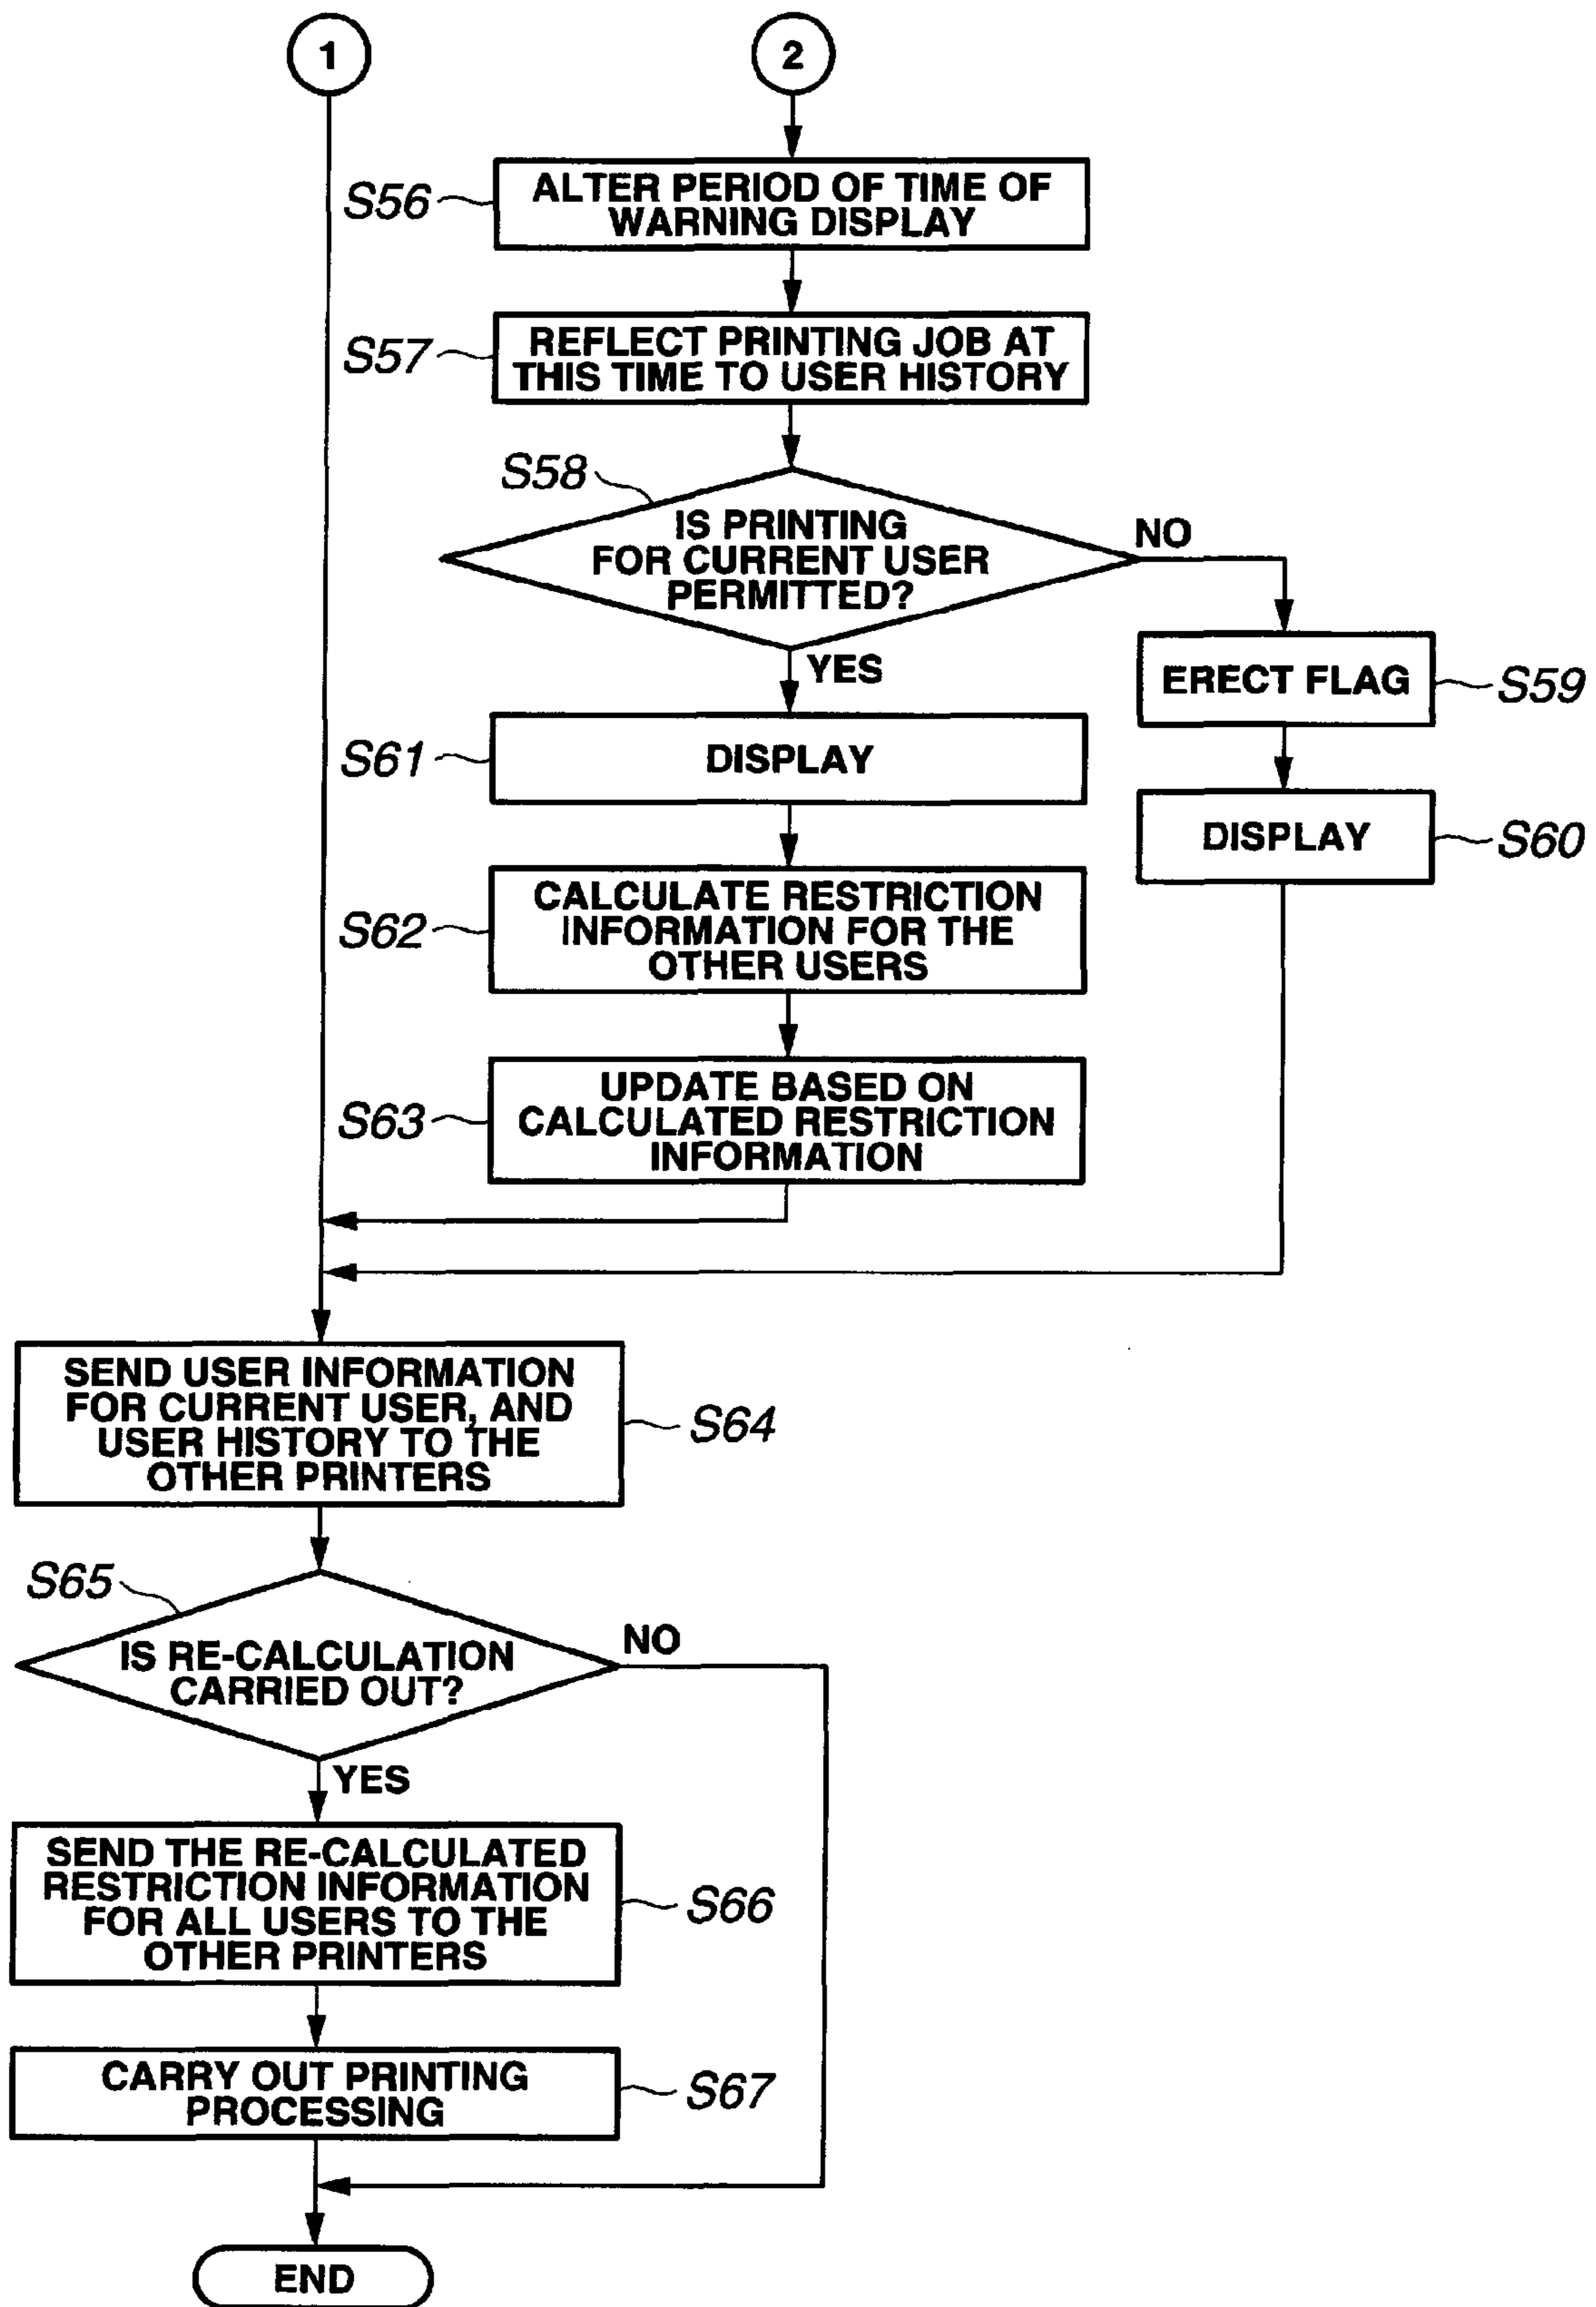 1
2
S56
ALTER PERIOD OF TIME OF
WARNING DISPLAY
S57
REFLECT PRINTING JOB AT
THIS TIME TO USER HISTORY
S58
IS PRINTING
FOR CURRENT USER
PERMITTED?
NO
YES
ERECT FLAG
S59
S61
DISPLAY
DISPLAY
S60
S62
CALCULATE RESTRICTION
INFORMATION FOR THE
OTHER USERS
S63
UPDATE BASED ON
CALCULATED RESTRICTION
INFORMATION
SEND USER INFORMATION
FOR CURRENT USER, AND
USER HISTORY TO THE
OTHER PRINTERS
S64
S65
IS RE-CALCULATION
CARRIED OUT?
NO
YES
SEND THE RE-CALCULATED
RESTRICTION INFORMATION
FOR ALL USERS TO THE
OTHER PRINTERS
S66
CARRY OUT PRINTING
PROCESSING
S67
END